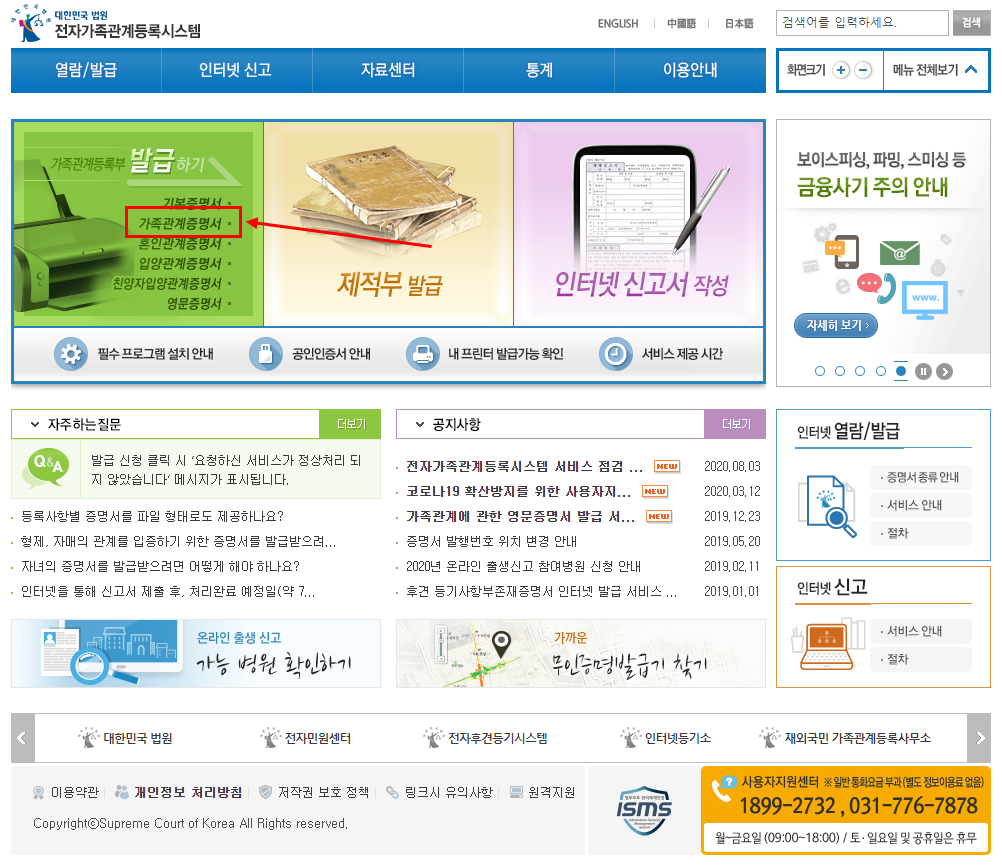 대한민국 법원
전자가족관계등록시스템
ENGLISH
中國語
日本語
검색어를 입력하세요.
검색
열람/발급
인터넷 신고
자료센터
통계
이용안내
화면크기
메뉴 전체보기
가족관계등록부 발급하기
기본증명서
가족관계증명서
혼인관계증명서
입양관계증명서
친양자입양관계증명서
영문증명서
제적부 발급
인터넷 신고서 작성
보이스피싱, 파밍, 스미싱 등
금융사기 주의 안내
www.
자세히 보기
필수 프로그램 설치 안내
공인인증서 안내
내 프린터 발급가능 확인
서비스 제공 시간
자주하는질문
더보기
Q&A
발급 신청 클릭 시 '요청하신 서비스가 정상처리 되
지 않았습니다' 메시지가 표시됩니다.
등록사항별 증명서를 파일 형태로도 제공하나요?
형제, 자매의 관계를 입증하기 위한 증명서를 발급받으려...
자녀의 증명서를 발급받으려면 어떻게 해야 하나요?
인터넷을 통해 신고서 제출 후, 처리완료 예정일(약 7...
공지사항
더보기
전자가족관계등록시스템 서비스 점검 ... NEW 2020,08,03
코로나19 확산방지를 위한 사용자지... NEW 2020,03,12
가족관계에 관한 영문증명서 발급 서... NEW 2019,12,23
증명서 발행번호 위치 변경 안내 2019,05,20
2020년 온라인 출생신고 참여병원 신청 안내 2019,02,11
후견 등기사항부존재증명서 인터넷 발급 서비스 ... 2019,01,01
인터넷 열람/발급
증명서 종류 안내
서비스 안내
절차
인터넷 신고
서비스 안내
절차
온라인 출생 신고
가능 병원 확인하기
가까운
무인증명발급기 찾기
대한민국 법원
전자민원센터
전자후견등기시스템
인터넷등기소
재외국민 가족관계등록사무소
이용약관
개인정보 처리방침
저작권 보호 정책
링크시 유의사항
원격지원
CopyrightⓒSupreme Court of Korea All Rights reserved.
ISMS
사용자지원센터 ※ 일반 통화요금 부과 (별도 정보이용료 없음)
1899-2732 , 031-776-7878
월~금요일 (09:00~18:00) / 토·일요일 및 공휴일은 휴무